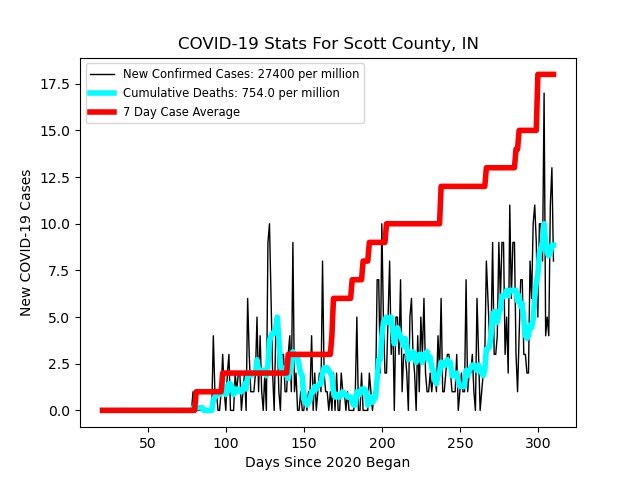 COVID-19 Stats For Scott County, IN
New Confirmed Cases: 27400 per million
Cumulative Deaths: 754.0 per million
7 Day Case Average
New COVID-19 Cases
17.5
15.0
12.5
10.0
7.5
5.0
2.5
0.0
50 100 150 200 250 300
Days Since 2020 Began